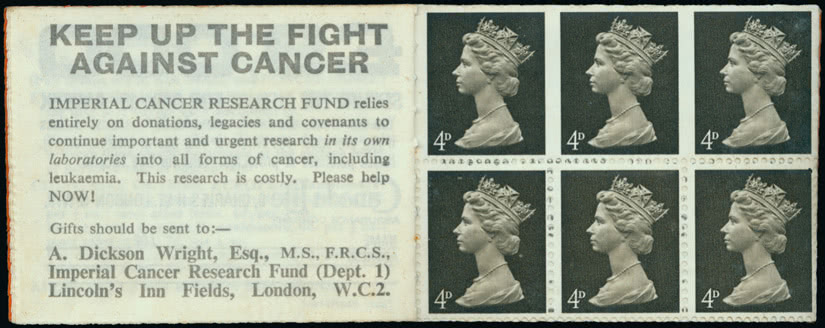 KEEP UP THE FIGHT
AGAINST CANCER
IMPERIAL CANCER RESEARCH FUND relies
entirely on donations, legacies and covenants to
continue important and urgent research in its own
laboratories into all forms of cancer, including
leukaemia. This research is costly. Please help
NOW!
Gifts should be sent to:—
A. Dickson Wright, Esq., M.S., F.R.C.S.,
Imperial Cancer Research Fund (Dept. 1)
Lincoln's Inn Fields, London, W.C.2.
4D 4D 4D
4D 4D 4D